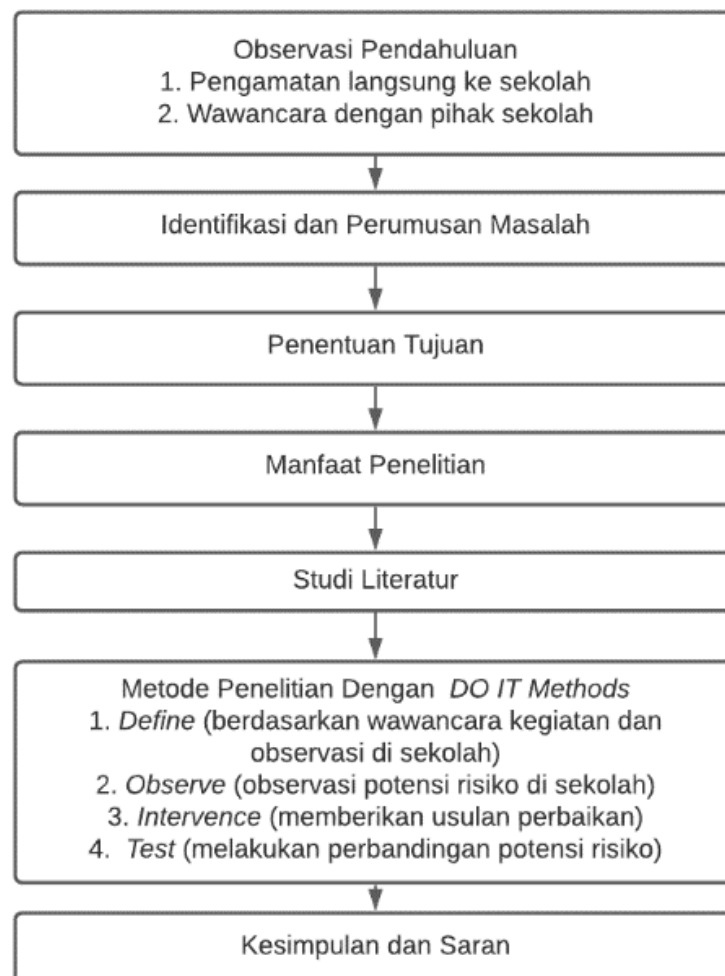 Observasi Pendahuluan
1. Pengamatan langsung ke sekolah
2. Wawancara dengan pihak sekolah
Identifikasi dan Perumusan Masalah
Penentuan Tujuan
Manfaat Penelitian
Studi Literatur
Metode Penelitian Dengan DO IT Methods
1. Define (berdasarkan wawancara kegiatan dan
observasi di sekolah)
2. Observe (observasi potensi risiko di sekolah)
3. Intervence (memberikan usulan perbaikan)
4. Test (melakukan perbandingan potensi risiko)
Kesimpulan dan Saran